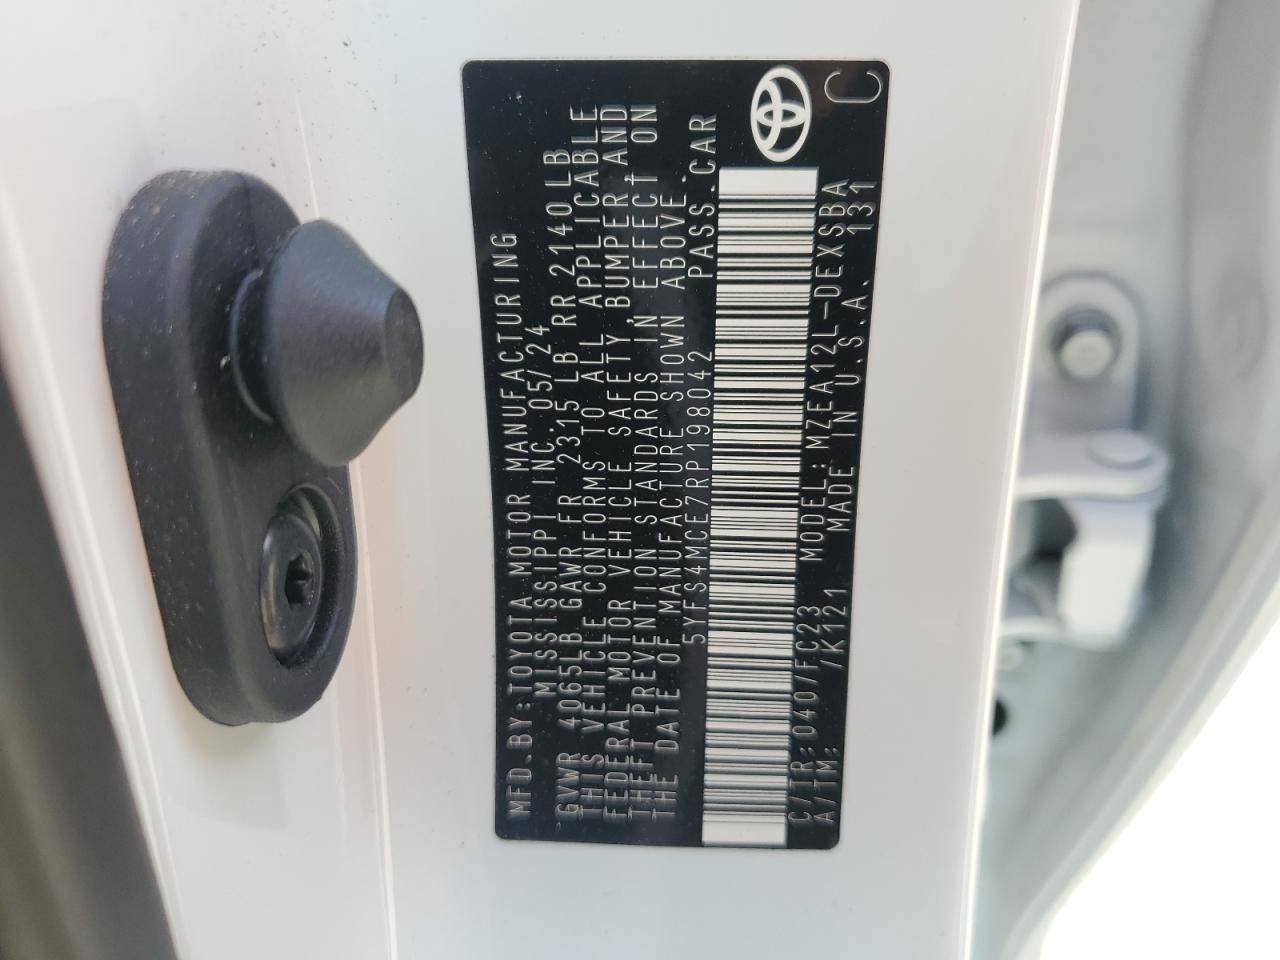 MFD.BY:TOYOTA MOTOR MANUFACTURING
MISSISSIPPI INC. 05/24
GVWR 4065LB GAWR FR 2315LB RR 2140LB
THIS VEHICLE CONFORMS TO ALL APPLICABLE
FEDERAL MOTOR VEHICLE SAFETY, BUMPER, AND
THEFT PREVENTION STANDARDS IN EFFECT ON
THE DATE OF MANUFACTURE SHOWN ABOVE.
5YFS4MCE7RP198042 PASS.CAR
C/TR: 040/FC23 MODEL: MZEA12L-DEXSBA
A/TM: /K121 MADE IN U.S.A. 131
C